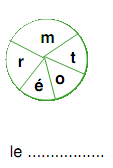 m
r t
é o
le .................